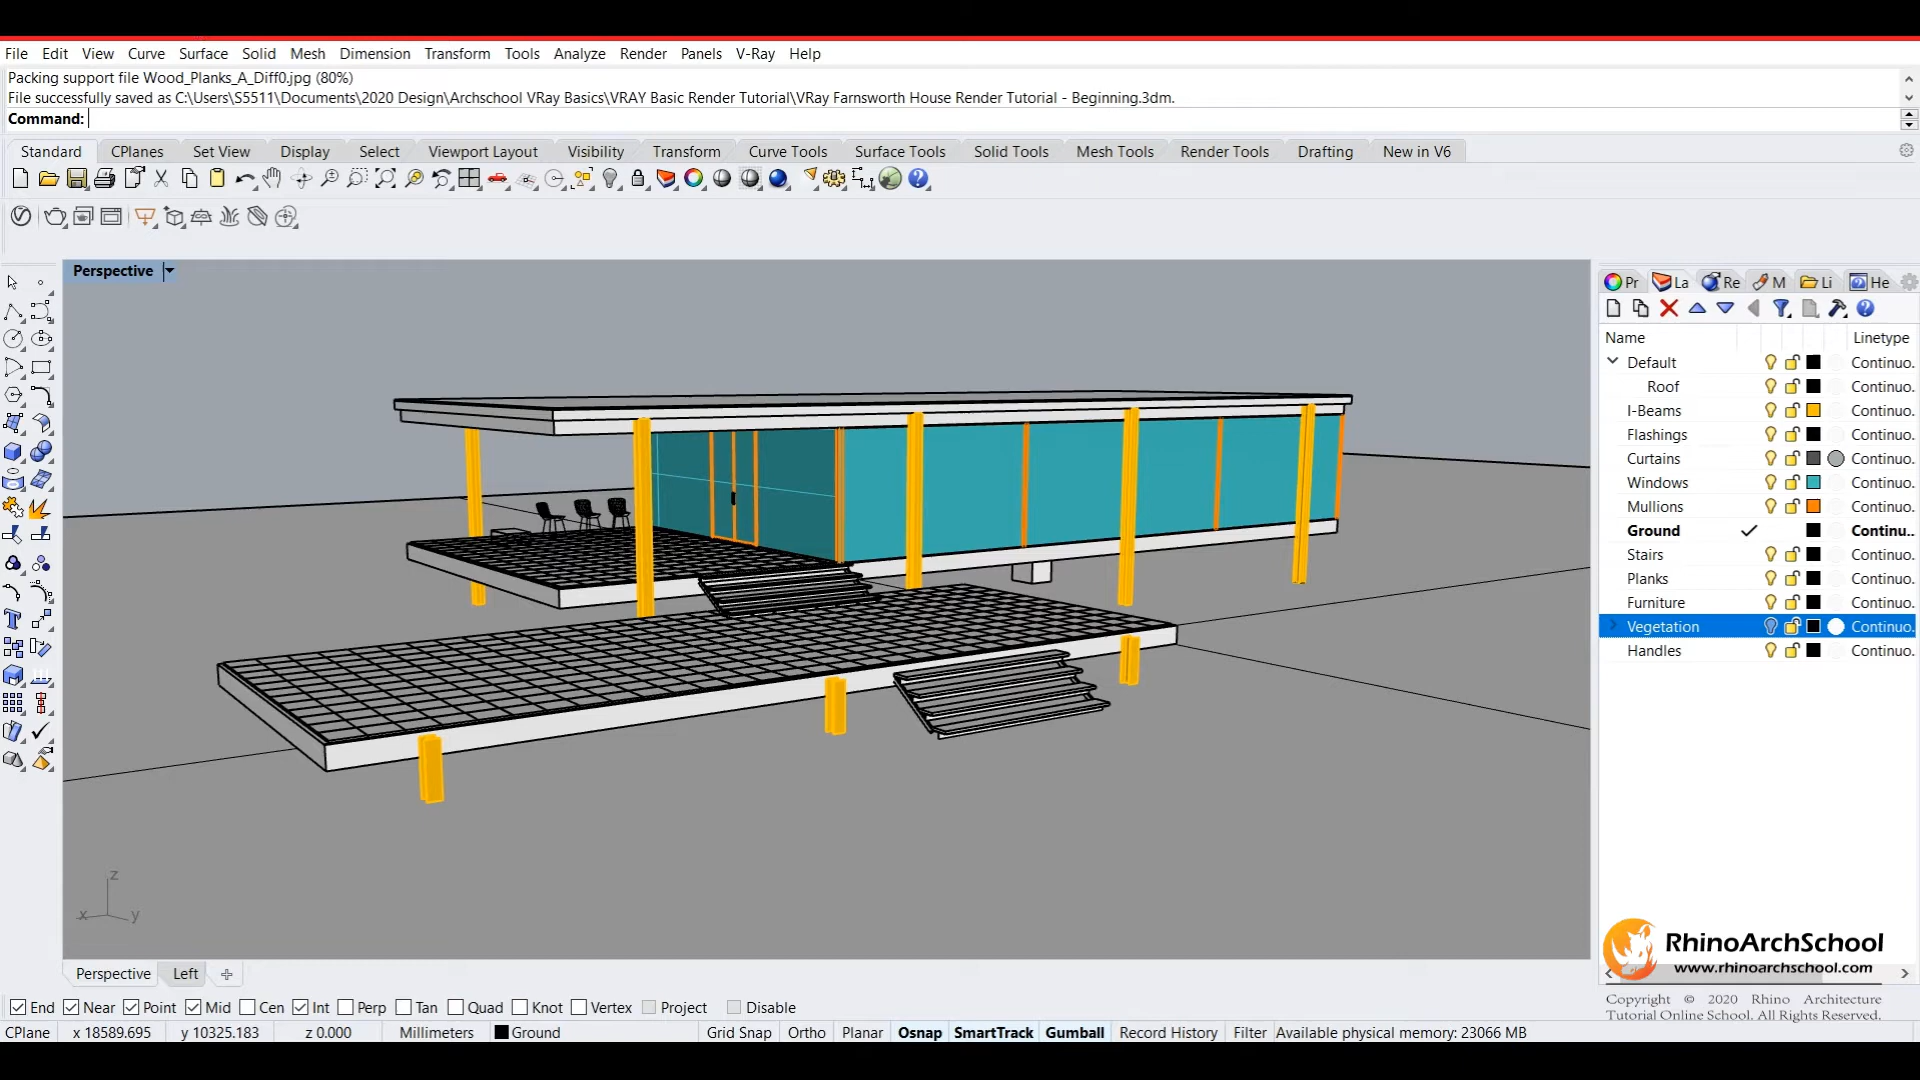 File Edit View Curve Surface Solid Mesh Dimension Transform Tools Analyze Render Panels V-Ray Help
Packing support file Wood_Planks_A_Diff0.jpg (80%)
File successfully saved as C:\Users\S5511\Documents\2020 Design\Archschool VRay Basics\VRAY Basic Render Tutorial\VRay Farnsworth House Render Tutorial - Beginning.3dm.
Command:
Standard CPlanes Set View Display Select Viewport Layout Visibility Transform Curve Tools Surface Tools Solid Tools Mesh Tools Render Tools Drafting New in V6
Perspective
Pr La Re M Li He
Name Linetype
Default Continuo.
Roof Continuo.
I-Beams Continuo.
Flashings Continuo.
Curtains Continuo.
Windows Continuo.
Mullions Continuo.
Ground Continu..
Stairs Continuo.
Planks Continuo.
Furniture Continuo.
Vegetation Continuo.
Handles Continuo.
z
x y
RhinoArchSchool
www.rhinoarchschool.com
Copyright © 2020 Rhino Architecture
Tutorial Online School. All Rights Reserved.
Perspective Left
End Near Point Mid Cen Int Perp Tan Quad Knot Vertex Project Disable
CPlane x 18589.695 y 10325.183 z 0.000 Millimeters Ground Grid Snap Ortho Planar Osnap SmartTrack Gumball Record History Filter Available physical memory: 23066 MB